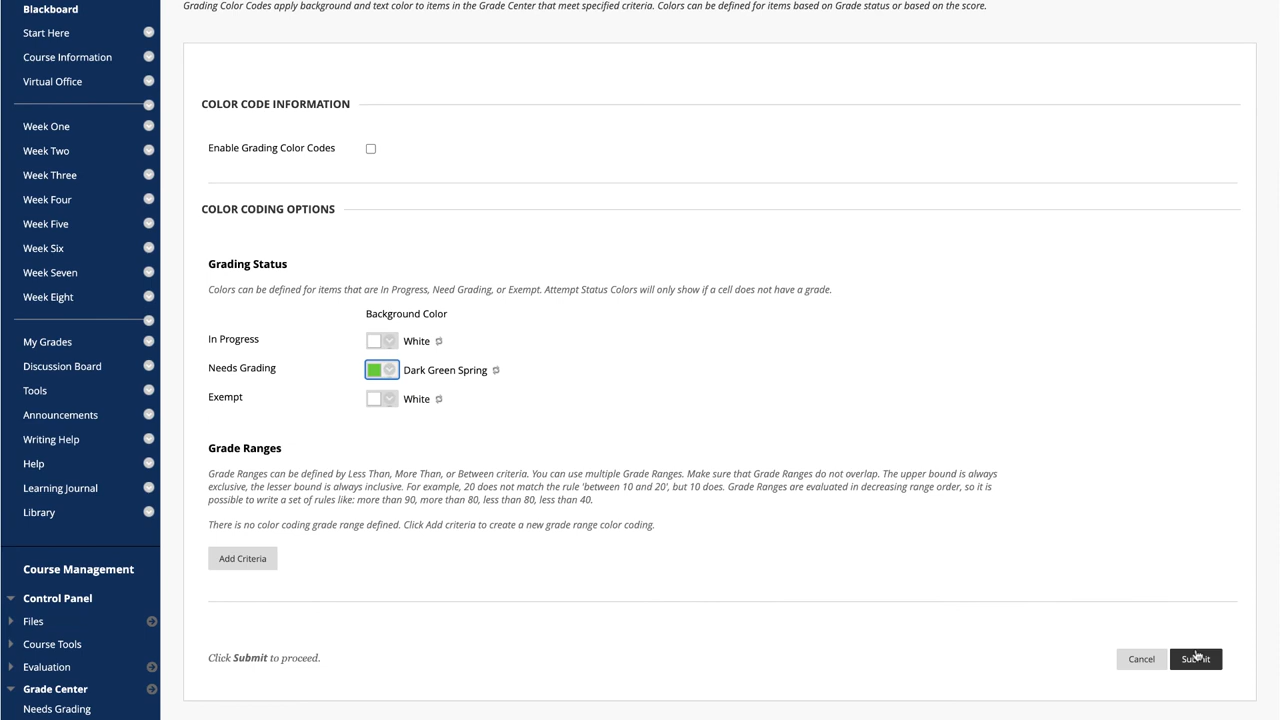 Grading Color Codes apply background and text color to items in the Grade Center that meet specified criteria. Colors can be defined for items based on Grade status or based on the score.
Blackboard
Start Here
Course Information
Virtual Office
Week One
Week Two
Week Three
Week Four
Week Five
Week Six
Week Seven
Week Eight
My Grades
Discussion Board
Tools
Announcements
Writing Help
Help
Learning Journal
Library
Course Management
Control Panel
Files
Course Tools
Evaluation
Grade Center
Needs Grading
COLOR CODE INFORMATION
Enable Grading Color Codes
COLOR CODING OPTIONS
Grading Status
Colors can be defined for items that are In Progress, Need Grading, or Exempt. Attempt Status Colors will only show if a cell does not have a grade.
Background Color
In Progress White
Needs Grading Dark Green Spring
Exempt White
Grade Ranges
Grade Ranges can be defined by Less Than, More Than, or Between criteria. You can use multiple Grade Ranges. Make sure that Grade Ranges do not overlap. The upper bound is always
exclusive, the lesser bound is always inclusive. For example, 20 does not match the rule 'between 10 and 20', but 10 does. Grade Ranges are evaluated in decreasing range order, so it is
possible to write a set of rules like: more than 90, more than 80, less than 80, less than 40.
There is no color coding grade range defined. Click Add criteria to create a new grade range color coding.
Add Criteria
Click Submit to proceed.
Cancel Submit